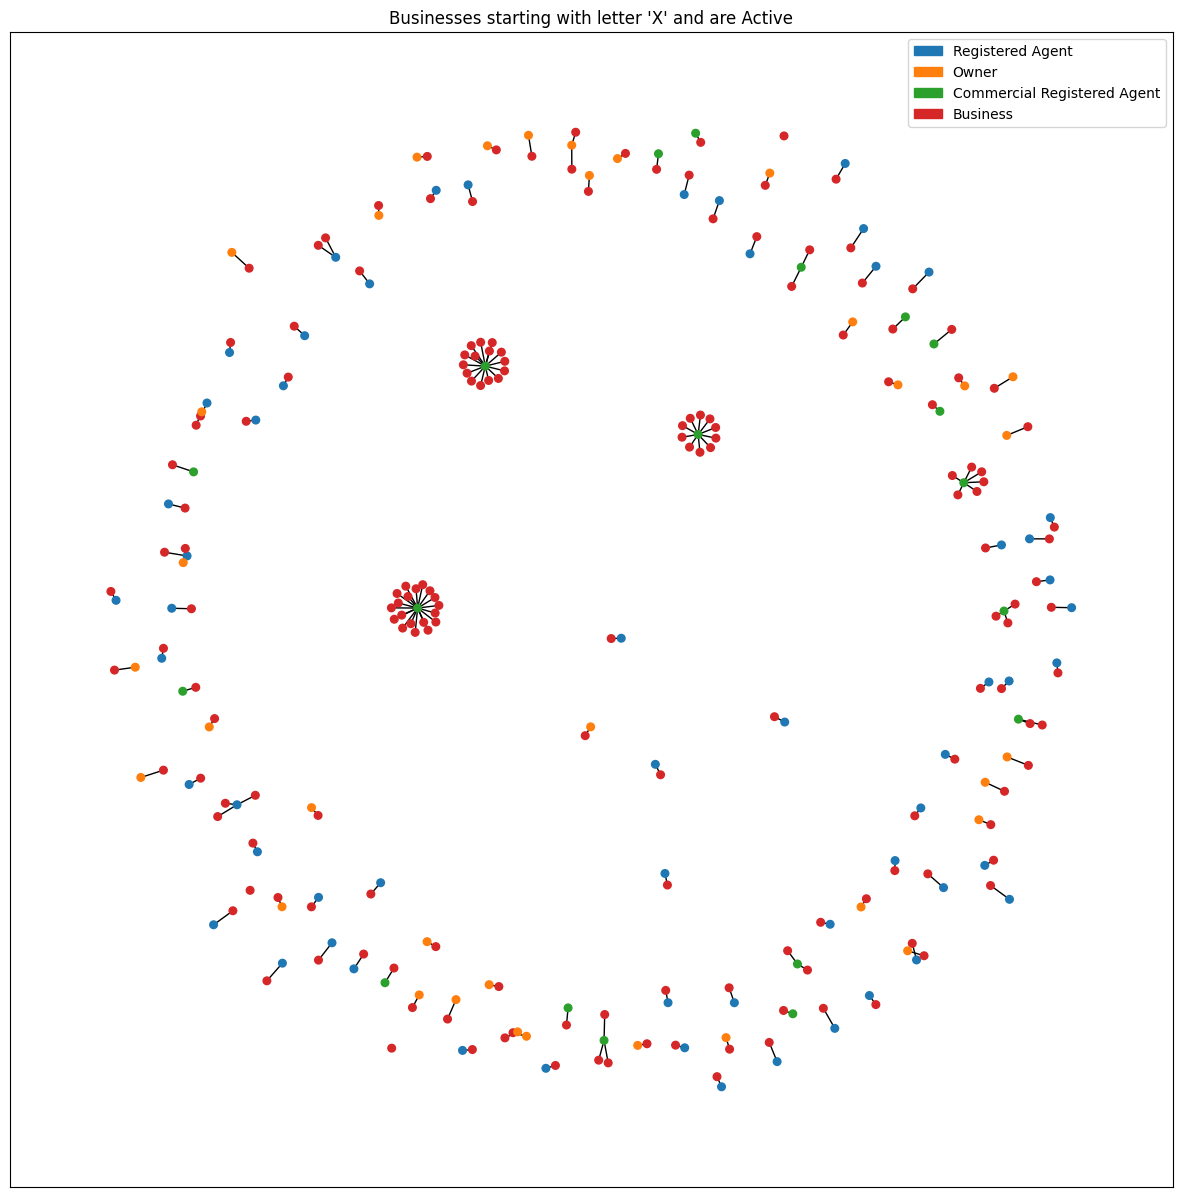 Businesses starting with letter 'X' and are Active
Registered Agent
Owner
Commercial Registered Agent
Business